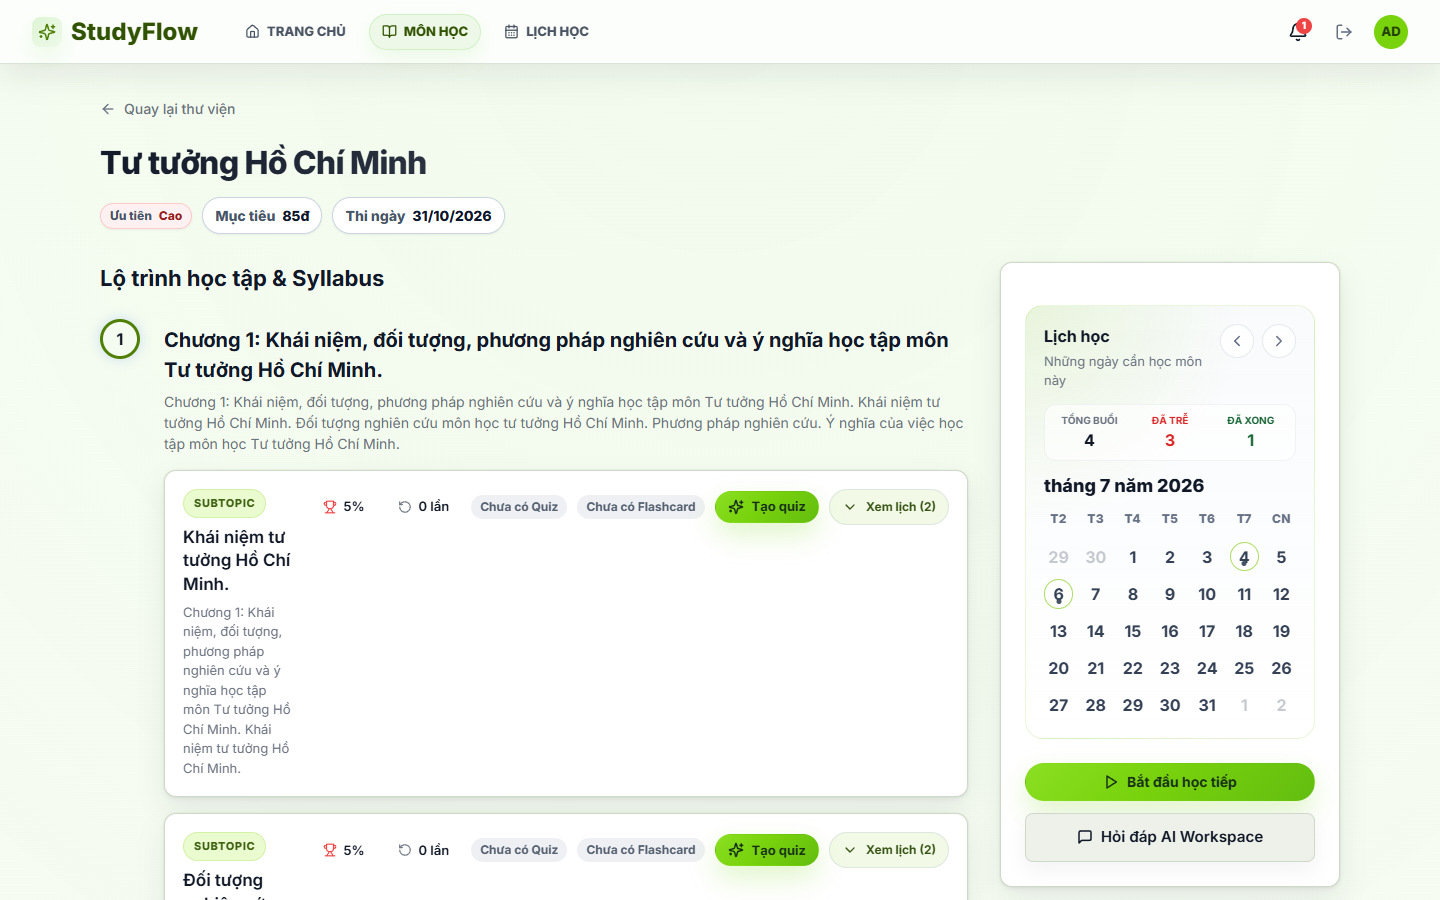 StudyFlow
TRANG CHỦ
MÔN HỌC
LỊCH HỌC
1
AD
Quay lại thư viện
Tư tưởng Hồ Chí Minh
Ưu tiên Cao
Mục tiêu 85đ
Thi ngày 31/10/2026
Lộ trình học tập & Syllabus
1
Chương 1: Khái niệm, đối tượng, phương pháp nghiên cứu và ý nghĩa học tập môn
Tư tưởng Hồ Chí Minh.
Chương 1: Khái niệm, đối tượng, phương pháp nghiên cứu và ý nghĩa học tập môn Tư tưởng Hồ Chí Minh. Khái niệm tư
tưởng Hồ Chí Minh. Đối tượng nghiên cứu môn học tư tưởng Hồ Chí Minh. Phương pháp nghiên cứu. Ý nghĩa của việc học
tập môn học Tư tưởng Hồ Chí Minh.
SUBTOPIC
5%
0 lần
Chưa có Quiz
Chưa có Flashcard
Tạo quiz
Xem lịch (2)
Khái niệm tư
tưởng Hồ Chí
Minh.
Chương 1: Khái
niệm, đối tượng,
phương pháp
nghiên cứu và ý
nghĩa học tập
môn Tư tưởng Hồ
Chí Minh. Khái
niệm tư tưởng Hồ
Chí Minh.
SUBTOPIC
5%
0 lần
Chưa có Quiz
Chưa có Flashcard
Tạo quiz
Xem lịch (2)
Đối tượng
Lịch học
Những ngày cần học môn
này
TỔNG BUỔI
ĐÃ TRỄ
ĐÃ XONG
4
3
1
tháng 7 năm 2026
T2 T3 T4 T5 T6 T7 CN
29 30 1 2 3 4 5
6 7 8 9 10 11 12
13 14 15 16 17 18 19
20 21 22 23 24 25 26
27 28 29 30 31 1 2
Bắt đầu học tiếp
Hỏi đáp AI Workspace